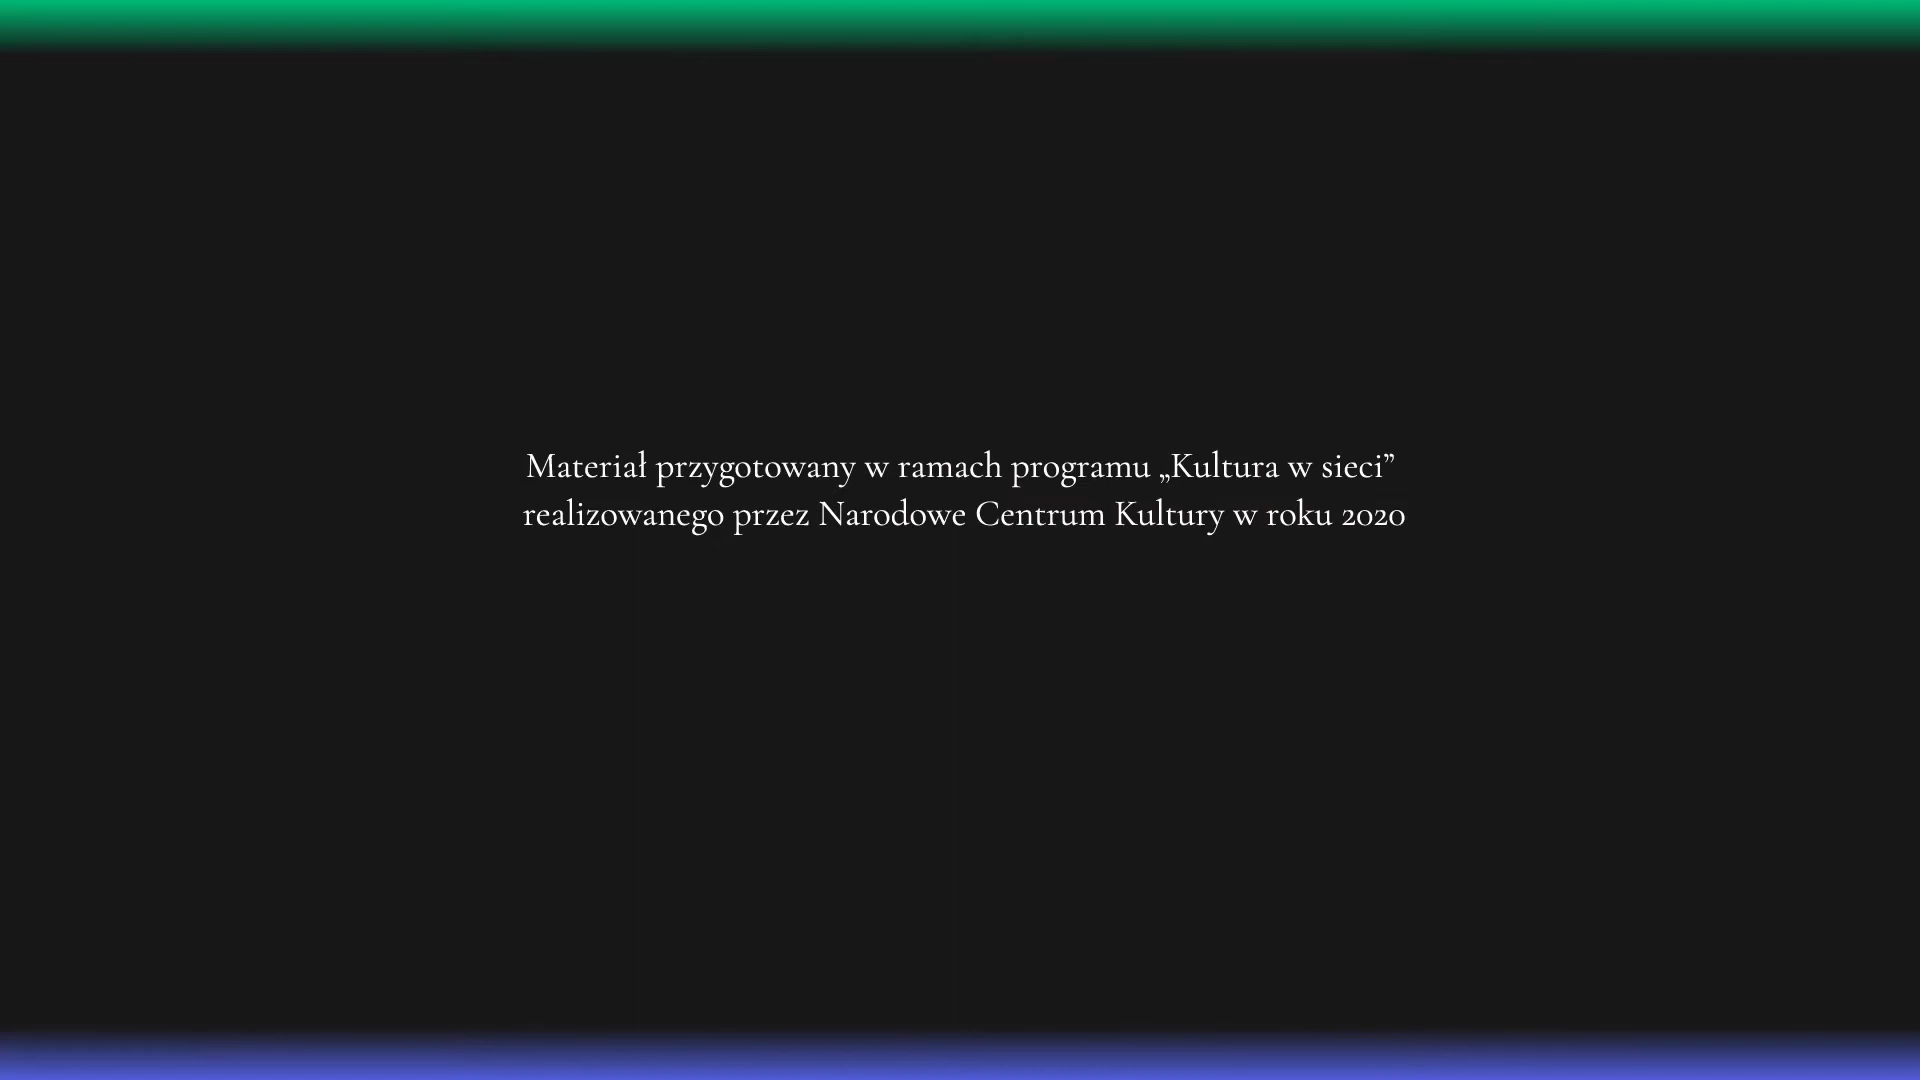 Materiał przygotowany w ramach programu „Kultura w sieci”
realizowanego przez Narodowe Centrum Kultury w roku 2020